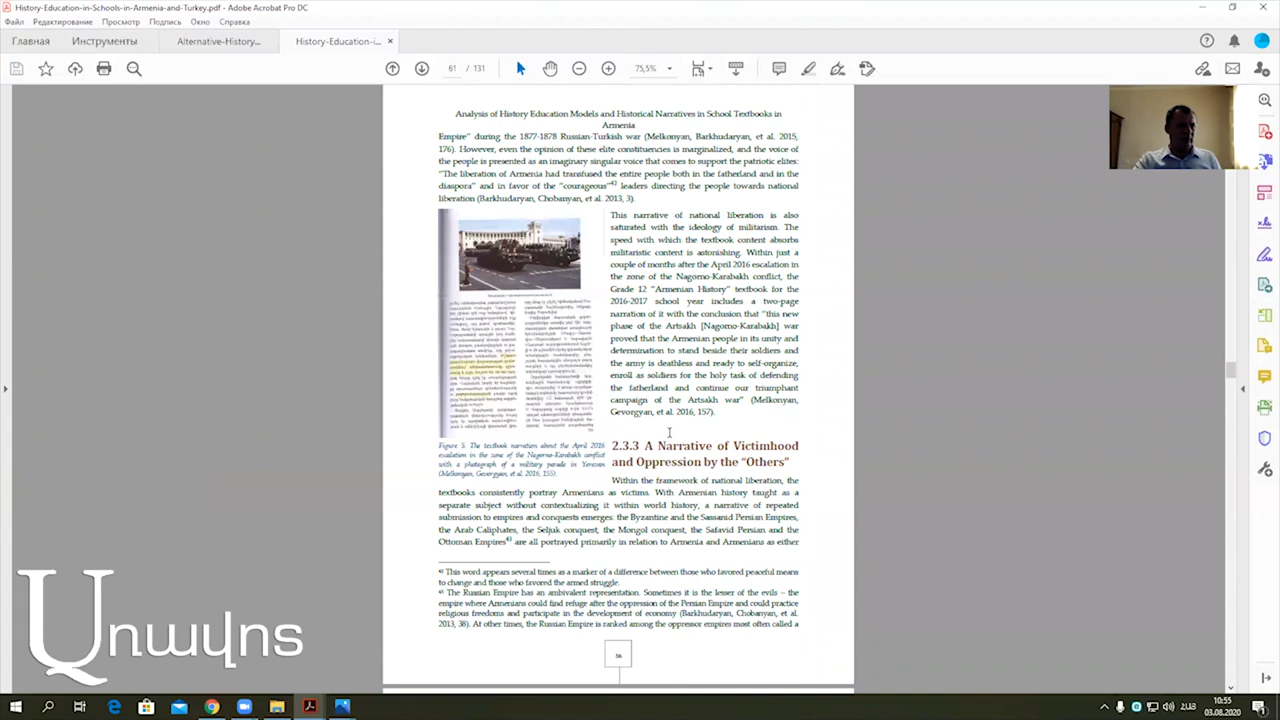 History-Education-in-Schools-in-Armenia-and-Turkey.pdf - Adobe Acrobat Pro DC
Файл Редактирование Просмотр Подпись Окно Справка
Главная Инструменты Alternative-History... History-Education-i...
61 / 131 75,5%
Analysis of History Education Models and Historical Narratives in School Textbooks in
Armenia
Empire" during the 1877-1878 Russian-Turkish war (Melkonyan, Barkhudaryan, et al. 2015,
176). However, even the opinion of these elite constituencies is marginalized, and the voice of
the people is presented as an imaginary singular voice that comes to support the patriotic elites:
"The liberation of Armenia had transfused the entire people both in the fatherland and in the
diaspora" and in favor of the "courageous"
leaders directing the people towards national
liberation (Barkhudaryan, Chobanyan, et al. 2013, 3).
This narrative of national liberation is also
saturated with the ideology of militarism. The
speed with which the textbook content absorbs
militaristic content is astonishing. Within just a
couple of months after the April 2016 escalation in
the zone of the Nagorno-Karabakh conflict, the
Grade 12 "Armenian History" textbook for the
2016-2017 school year includes a two-page
narration of it with the conclusion that "this new
phase of the Artsakh [Nagorno-Karabakh] war
proved that the Armenian people in its unity and
determination to stand beside their soldiers and
the army is deathless and ready to self-organize,
enroll as soldiers for the holy task of defending
the fatherland and continue our triumphant
campaign of the Artsakh war" (Melkonyan,
Gevorgyan, et al. 2016, 157).
Figure 5. The textbook narration about the April 2016
escalation in the zone of the Nagorno-Karabakh conflict
with a photograph of a military parade in Yerevan
(Melkonyan, Gevorgyan, et al. 2016, 155).
2.3.3 A Narrative of Victimhood
and Oppression by the "Others"
Within the framework of national liberation, the
textbooks consistently portray Armenians as victims. With Armenian history taught as a
separate subject without contextualizing it within world history, a narrative of repeated
submission to empires and conquests emerges: the Byzantine and the Sassanid Persian Empires,
the Arab Caliphates, the Seljuk conquest, the Mongol conquest, the Safavid Persian and the
Ottoman Empires
are all portrayed primarily in relation to Armenia and Armenians as either
This word appears several times as a marker of a difference between those who favored peaceful means
to change and those who favored the armed struggle.
The Russian Empire has an ambivalent representation. Sometimes it is the lesser of the evils – the
empire where Armenians could find refuge after the oppression of the Persian Empire and could practice
religious freedoms and participate in the development of economy (Barkhudaryan, Chobanyan, et al.
2013, 38). At other times, the Russian Empire is ranked among the oppressor empires most often called a
56
Առավոտ
10:55
03.08.2020